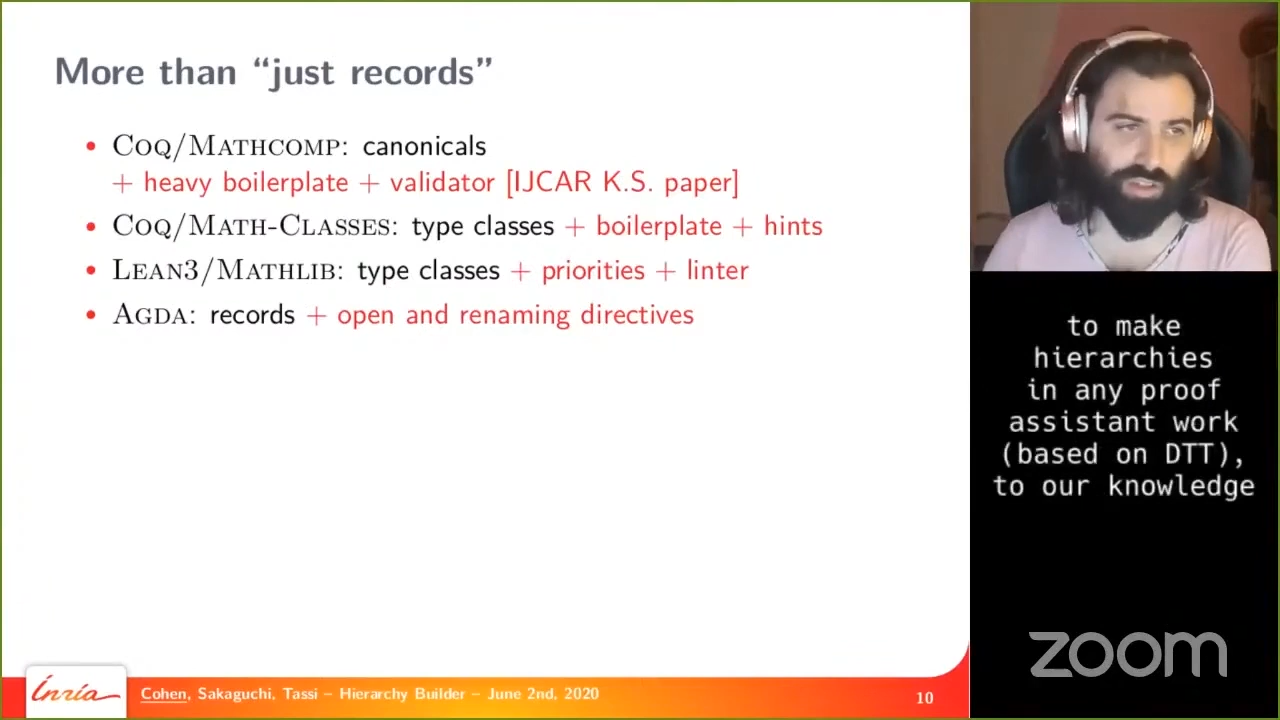 More than “just records”
• Coq/Mathcomp: canonicals
+ heavy boilerplate + validator [IJCAR K.S. paper]
• Coq/Math-Classes: type classes + boilerplate + hints
• Lean3/Mathlib: type classes + priorities + linter
• Agda: records + open and renaming directives
to make
hierarchies
in any proof
assistant work
(based on DTT),
to our knowledge
zoom
Inria
Cohen, Sakaguchi, Tassi – Hierarchy Builder – June 2nd, 2020
10